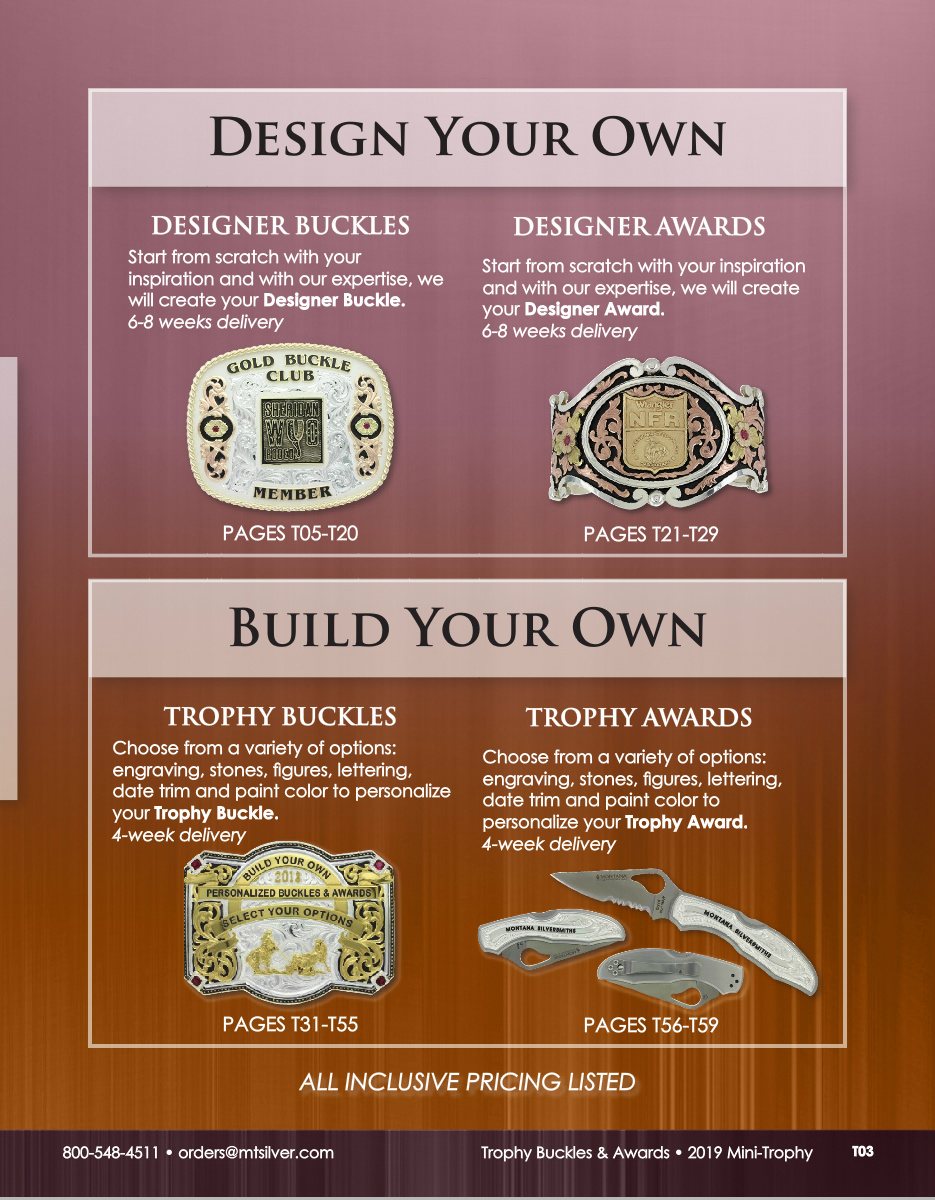 DESIGN YOUR OWN
DESIGNER BUCKLES
Start from scratch with your
inspiration and with our expertise, we
will create your Designer Buckle.
6-8 weeks delivery
GOLD BUCKLE
CLUB
SHERIDAN
WYO
RODEO
MEMBER
PAGES T05-T20
DESIGNER AWARDS
Start from scratch with your inspiration
and with our expertise, we will create
your Designer Award.
6-8 weeks delivery
Wrangler
NFR
PAGES T21-T29
BUILD YOUR OWN
TROPHY BUCKLES
Choose from a variety of options:
engraving, stones, figures, lettering,
date trim and paint color to personalize
your Trophy Buckle.
4-week delivery
BUILD YOUR OWN
PERSONALIZED BUCKLES & AWARDS
SELECT YOUR OPTIONS
PAGES T31-T55
TROPHY AWARDS
Choose from a variety of options:
engraving, stones, figures, lettering,
date trim and paint color to
personalize your Trophy Award.
4-week delivery
MONTANA
MONTANA SILVERSMITHS
MONTANA SILVERSMITHS
PAGES T56-T59
ALL INCLUSIVE PRICING LISTED
800-548-4511 • orders@mtsilver.com
Trophy Buckles & Awards • 2019 Mini-Trophy T03